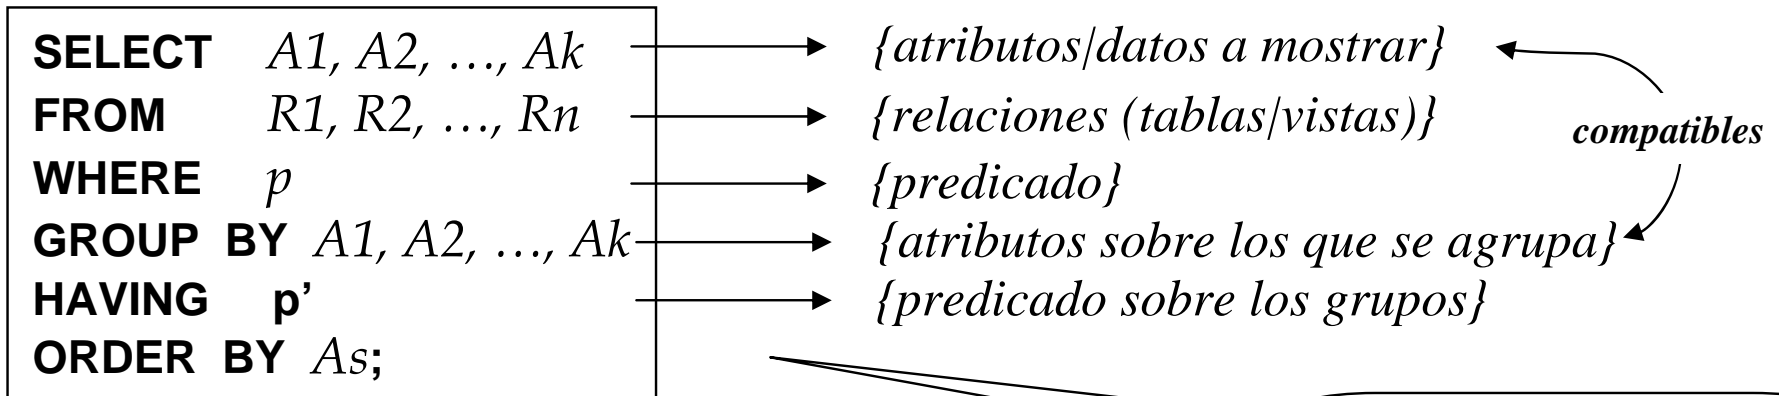 SELECT A1, A2, …, Ak {atributos/datos a mostrar}
FROM R1, R2, …, Rn {relaciones (tablas/vistas)}
compatibles
WHERE p {predicado}
GROUP BY A1, A2, …, Ak {atributos sobre los que se agrupa}
HAVING p’ {predicado sobre los grupos}
ORDER BY As;